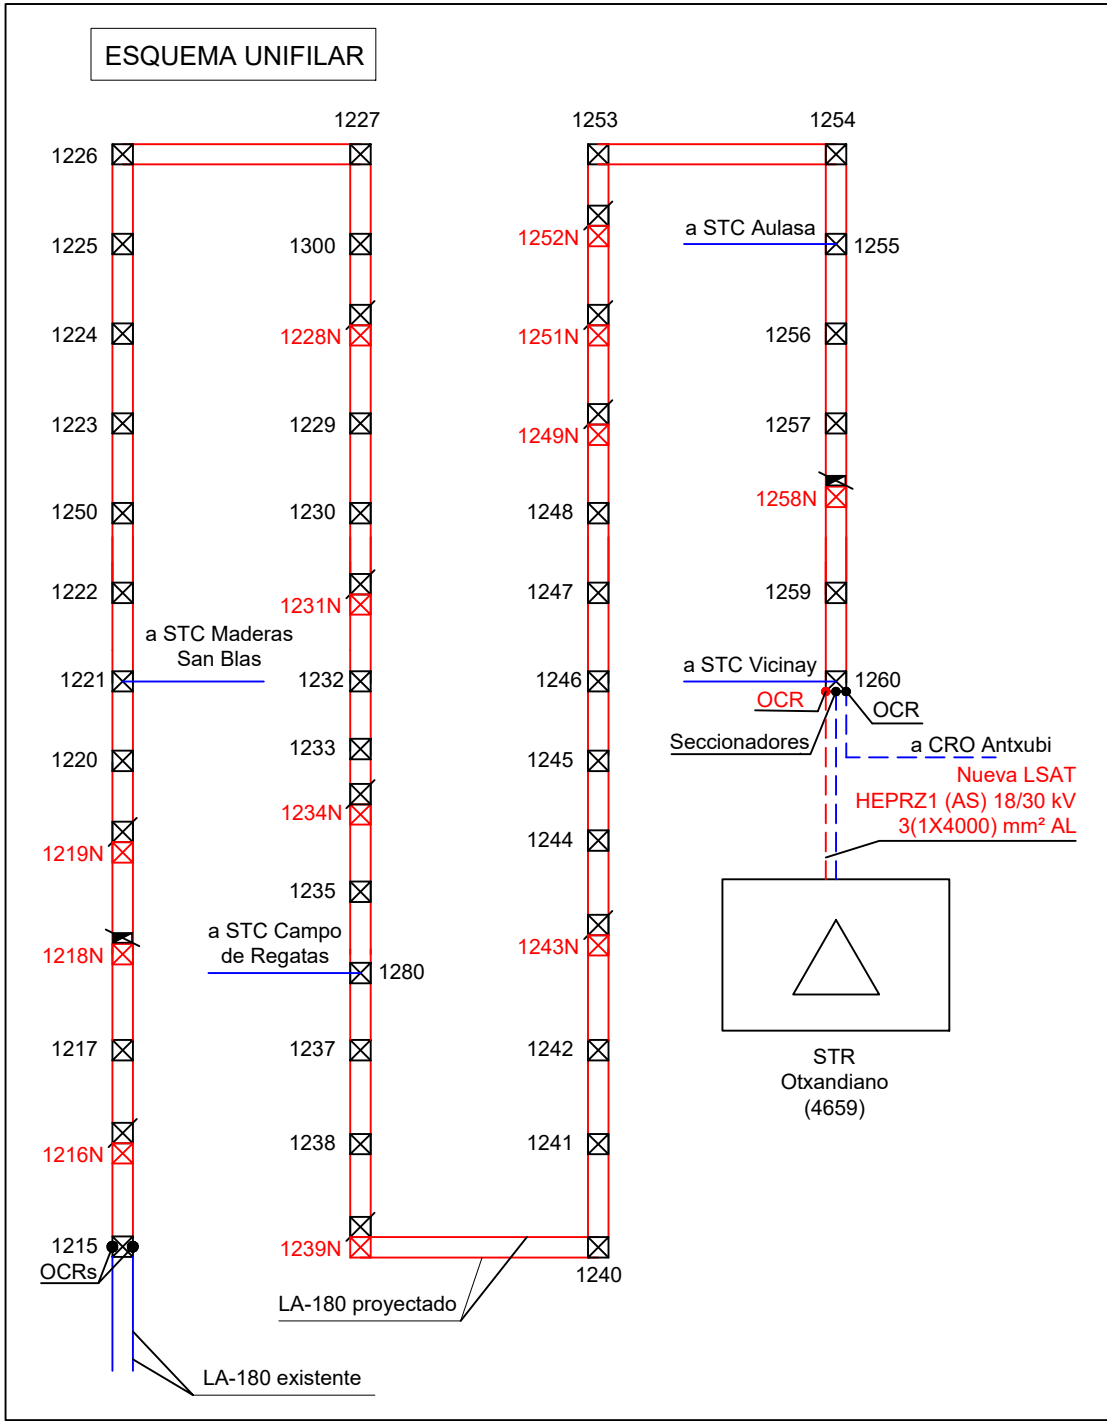 ESQUEMA UNIFILAR
1226
1225
1224
1223
1250
1222
a STC Maderas
San Blas
1221
1220
1219N
1218N
1217
1216N
1215
OCRs
LA-180 existente
1227
1300
1228N
1229
1230
1231N
1232
1233
1234N
1235
a STC Campo
de Regatas
1280
1237
1238
1239N
LA-180 proyectado
1253
1252N
1251N
1249N
1248
1247
1246
1245
1244
1243N
1242
1241
1240
1254
a STC Aulasa
1255
1256
1257
1258N
1259
a STC Vicinay
1260
OCR
OCR
Seccionadores
a CRO Antxubi
Nueva LSAT
HEPRZ1 (AS) 18/30 kV
3(1X4000) mm² AL
STR
Otxandiano
(4659)